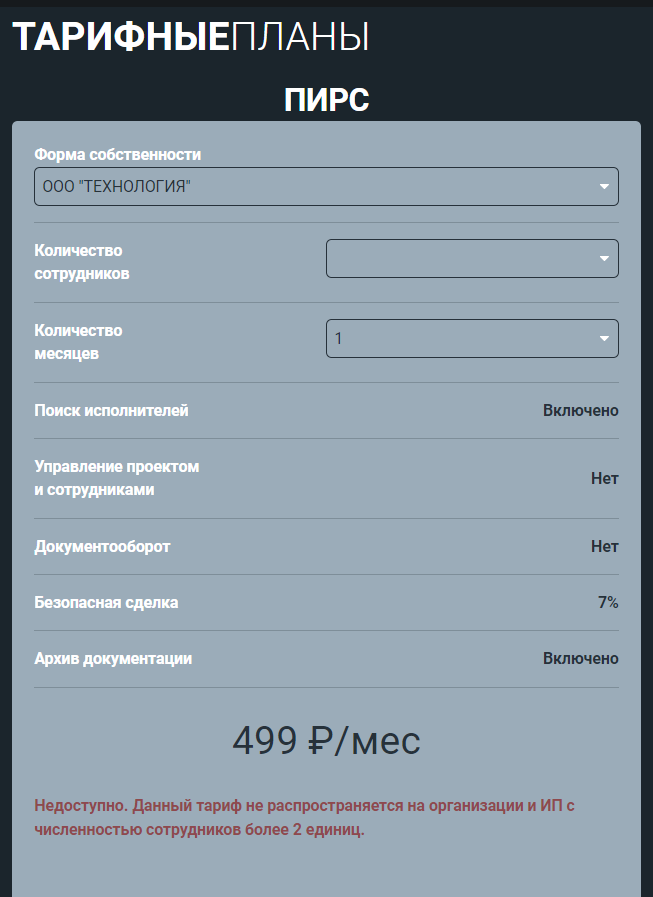 ТАРИФНЫЕПЛАНЫ
ПИРС
Форма собственности
ООО "ТЕХНОЛОГИЯ"
Количество
сотрудников
Количество
месяцев
1
Поиск исполнителей
Включено
Управление проектом
и сотрудниками
Нет
Документооборот
Нет
Безопасная сделка
7%
Архив документации
Включено
499 ₽/мес
Недоступно. Данный тариф не распространяется на организации и ИП с
численностью сотрудников более 2 единиц.